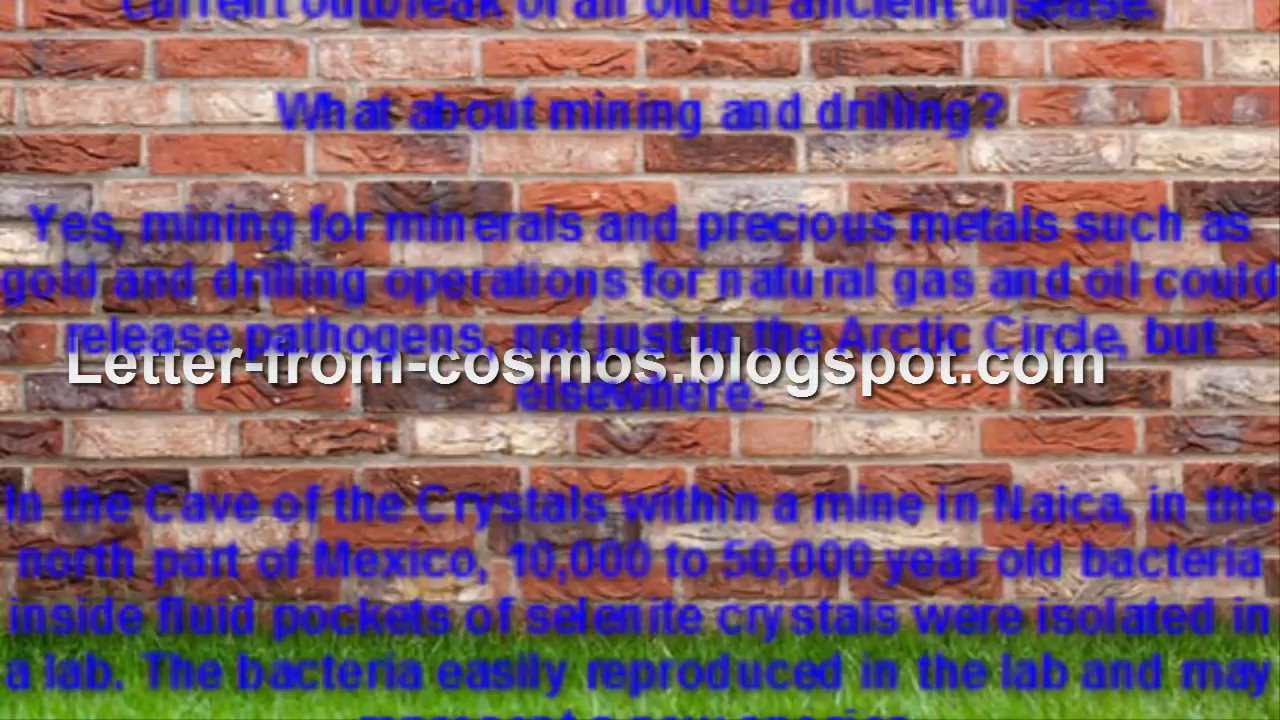 Current outbreak of an old or ancient disease.
What about mining and drilling?
Yes, mining for minerals and precious metals such as
gold and drilling operations for natural gas and oil could
release pathogens, not just in the Arctic Circle, but
Letter-from-cosmos.blogspot.com
elsewhere.
In the Cave of the Crystals within a mine in Naica, in the
north part of Mexico, 10,000 to 50,000 year old bacteria
inside fluid pockets of selenite crystals were isolated in
a lab. The bacteria easily reproduced in the lab and may